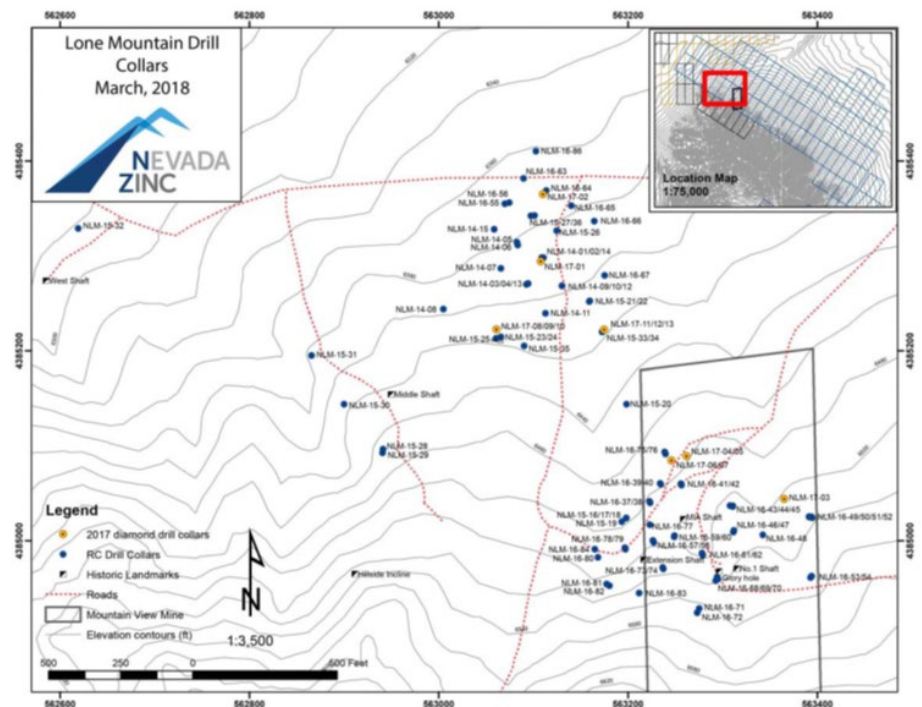 562600 562800 563000 563200 563400
Lone Mountain Drill
Collars
March, 2018
NEVADA
ZINC
Location Map
1:75,000
4385400
4385400
4385200
4385200
4385000
4385000
NLM-16-86
NLM-16-63
NLM-16-64
NLM-17-02
NLM-16-56
NLM-16-55
NLM-16-65
NLM-15-27/36
NLM-16-66
NLM-15-26
NLM-14-15
NLM-14-05
NLM-14-06
NLM-14-01/02/14
NLM-17-01
NLM-14-07
NLM-16-67
NLM-14-03/04/13
NLM-14-09/10/12
NLM-15-21/22
NLM-14-08
NLM-14-11
NLM-17-08/09/10
NLM-17-11/12/13
NLM-15-25
NLM-15-23/24
NLM-15-33/34
NLM-15-35
NLM-15-32
West Shaft
NLM-15-31
Middle Shaft
NLM-15-30
NLM-15-20
NLM-15-28
NLM-15-29
NLM-16-75/76
NLM-17-04/05
NLM-17-06/07
NLM-16-39/40
NLM-16-41/42
NLM-17-03
NLM-16-37/38
NLM-16-43/44/45
NLM-15-16/17/18
NLM-15-19
NLM-16-49/50/51/52
NLM-16-77
NLM-16-46/47
NLM-16-48
NLM-16-78/79
NLM-16-59/60
NLM-16-57/58
NLM-16-84
NLM-16-80
Extension Shaft
NLM-16-61/62
NLM-16-73/74
No.1 Shaft
Glory hole
NLM-16-68/69/70
NLM-16-53/54
Hillside Incline
NLM-16-81
NLM-16-82
NLM-16-83
NLM-16-71
NLM-16-72
Legend
2017 diamond drill collars
RC Drill Collars
Historic Landmarks
Roads
Mountain View Mine
Elevation contours (ft)
N
1:3,500
500 250 0 500 Feet
562600 562800 563000 563200 563400